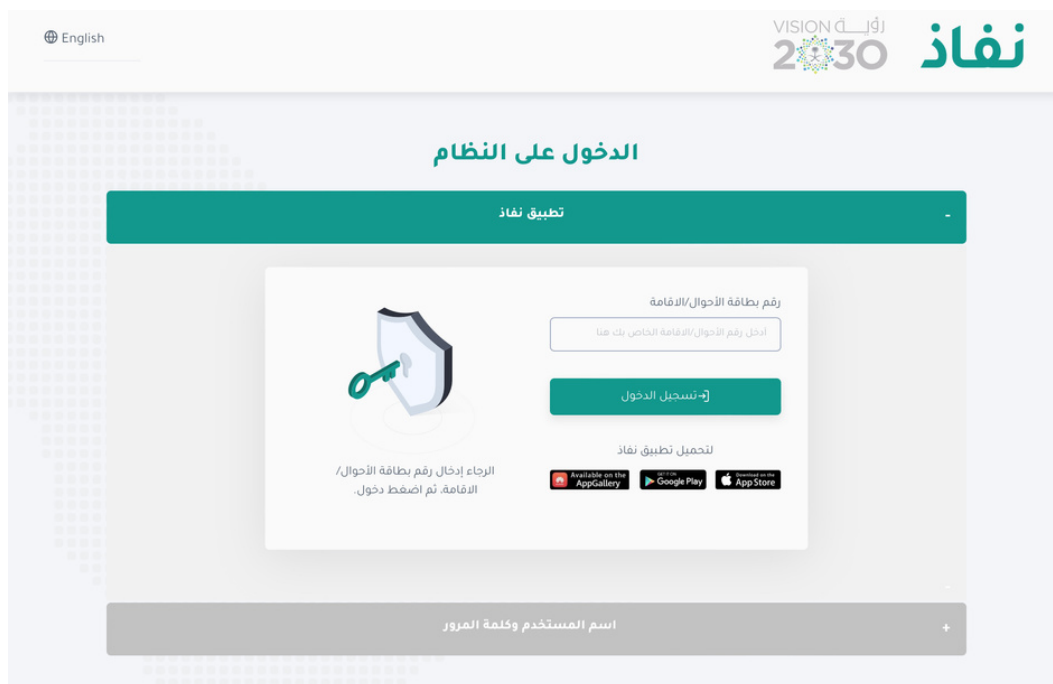 نفاذ
رؤيـــة VISION
2030
English
الدخول على النظام
تطبيق نفاذ
-
رقم بطاقة الأحوال/الاقامة
أدخل رقم الأحوال/الاقامة الخاص بك هنا
تسجيل الدخول
لتحميل تطبيق نفاذ
Download on the
App Store
GET IT ON
Google Play
Available on the
AppGallery
الرجاء إدخال رقم بطاقة الأحوال/
الاقامة، ثم اضغط دخول.
-
اسم المستخدم وكلمة المرور
+